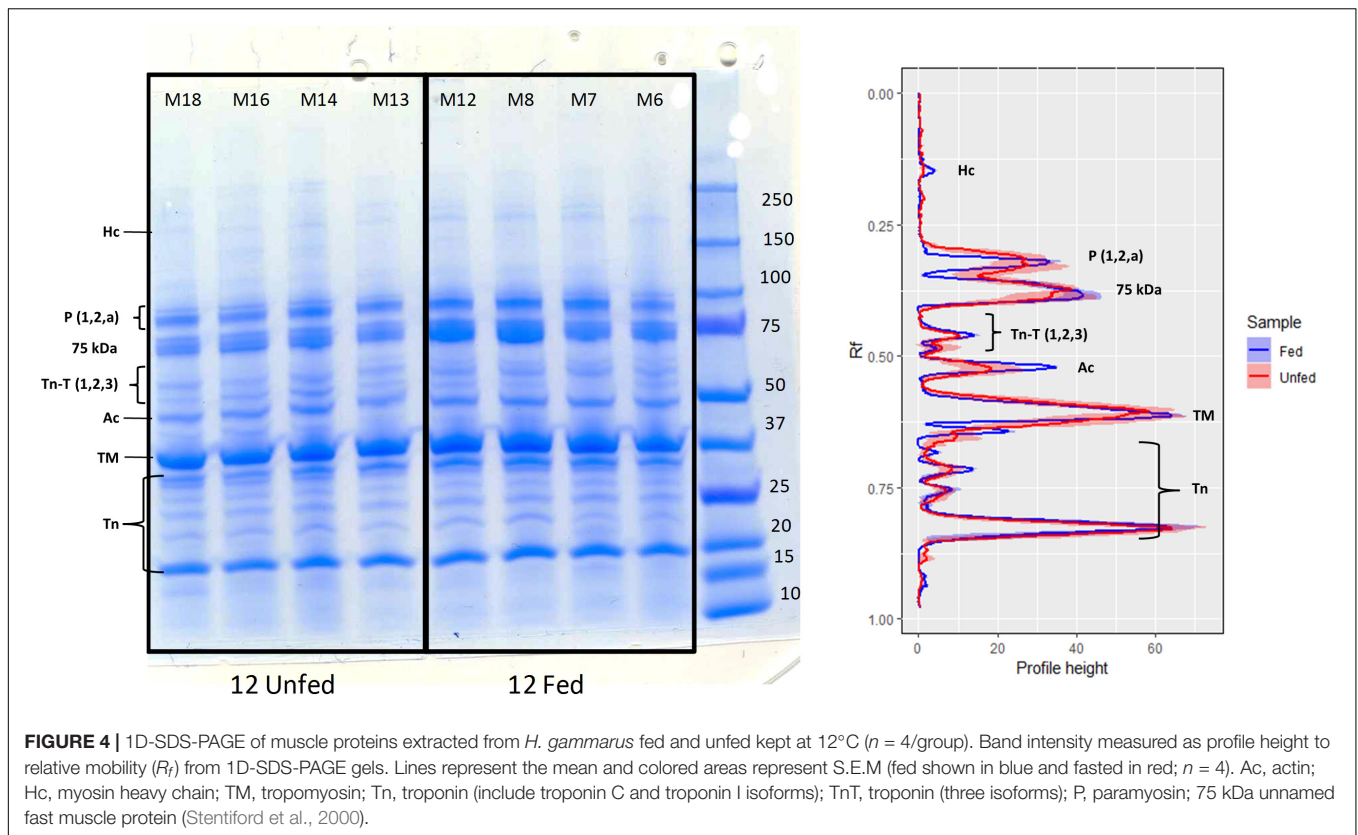 M18 M16 M14 M13 M12 M8 M7 M6
250
150
100
75
50
37
25
20
15
10
Hc
P (1,2,a)
75 kDa
Tn-T (1,2,3)
Ac
TM
Tn
12 Unfed 12 Fed
0.00
0.25
0.50
0.75
1.00
Rf
0 20 40 60
Profile height
Hc
P (1,2,a)
75 kDa
Tn-T (1,2,3)
Ac
TM
Tn
Sample
Fed
Unfed
FIGURE 4 | 1D-SDS-PAGE of muscle proteins extracted from H. gammarus fed and unfed kept at 12°C (n = 4/group). Band intensity measured as profile height to
relative mobility (Rf) from 1D-SDS-PAGE gels. Lines represent the mean and colored areas represent S.E.M (fed shown in blue and fasted in red; n = 4). Ac, actin;
Hc, myosin heavy chain; TM, tropomyosin; Tn, troponin (include troponin C and troponin I isoforms); TnT, troponin (three isoforms); P, paramyosin; 75 kDa unnamed
fast muscle protein (Stentiford et al., 2000).